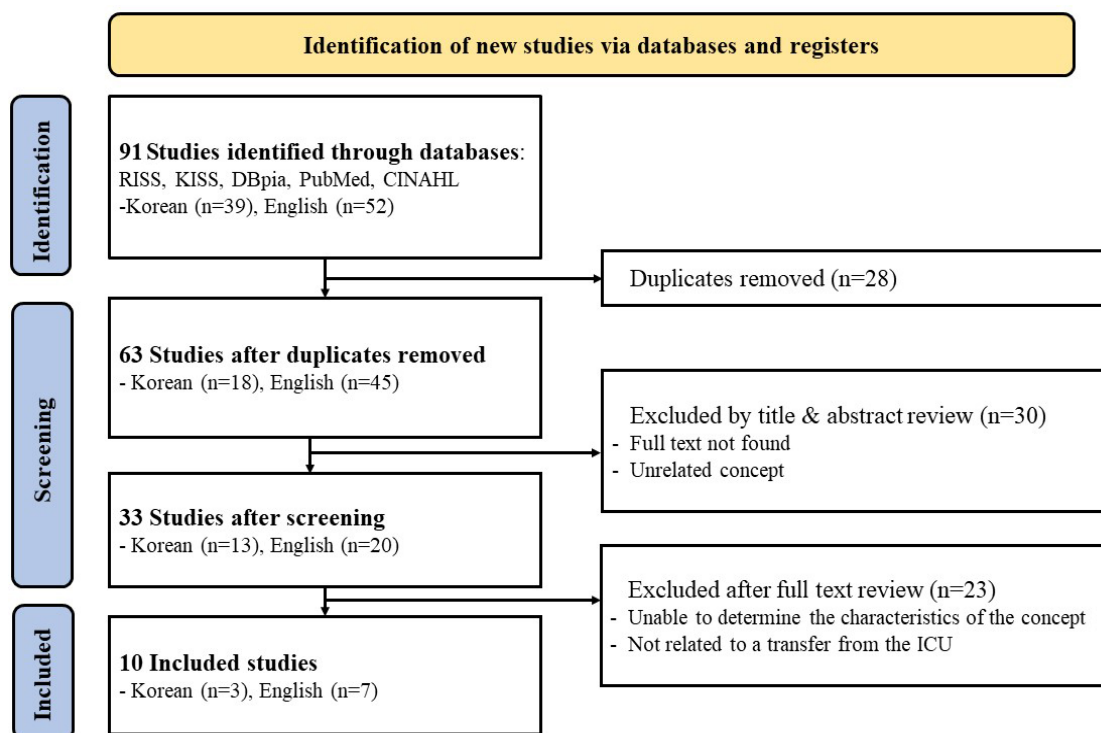 Identification of new studies via databases and registers
Identification
91 Studies identified through databases:
RISS, KISS, DBpia, PubMed, CINAHL
-Korean (n=39), English (n=52)
Duplicates removed (n=28)
Screening
63 Studies after duplicates removed
- Korean (n=18), English (n=45)
Excluded by title & abstract review (n=30)
- Full text not found
- Unrelated concept
33 Studies after screening
- Korean (n=13), English (n=20)
Excluded after full text review (n=23)
- Unable to determine the characteristics of the concept
- Not related to a transfer from the ICU
Included
10 Included studies
- Korean (n=3), English (n=7)